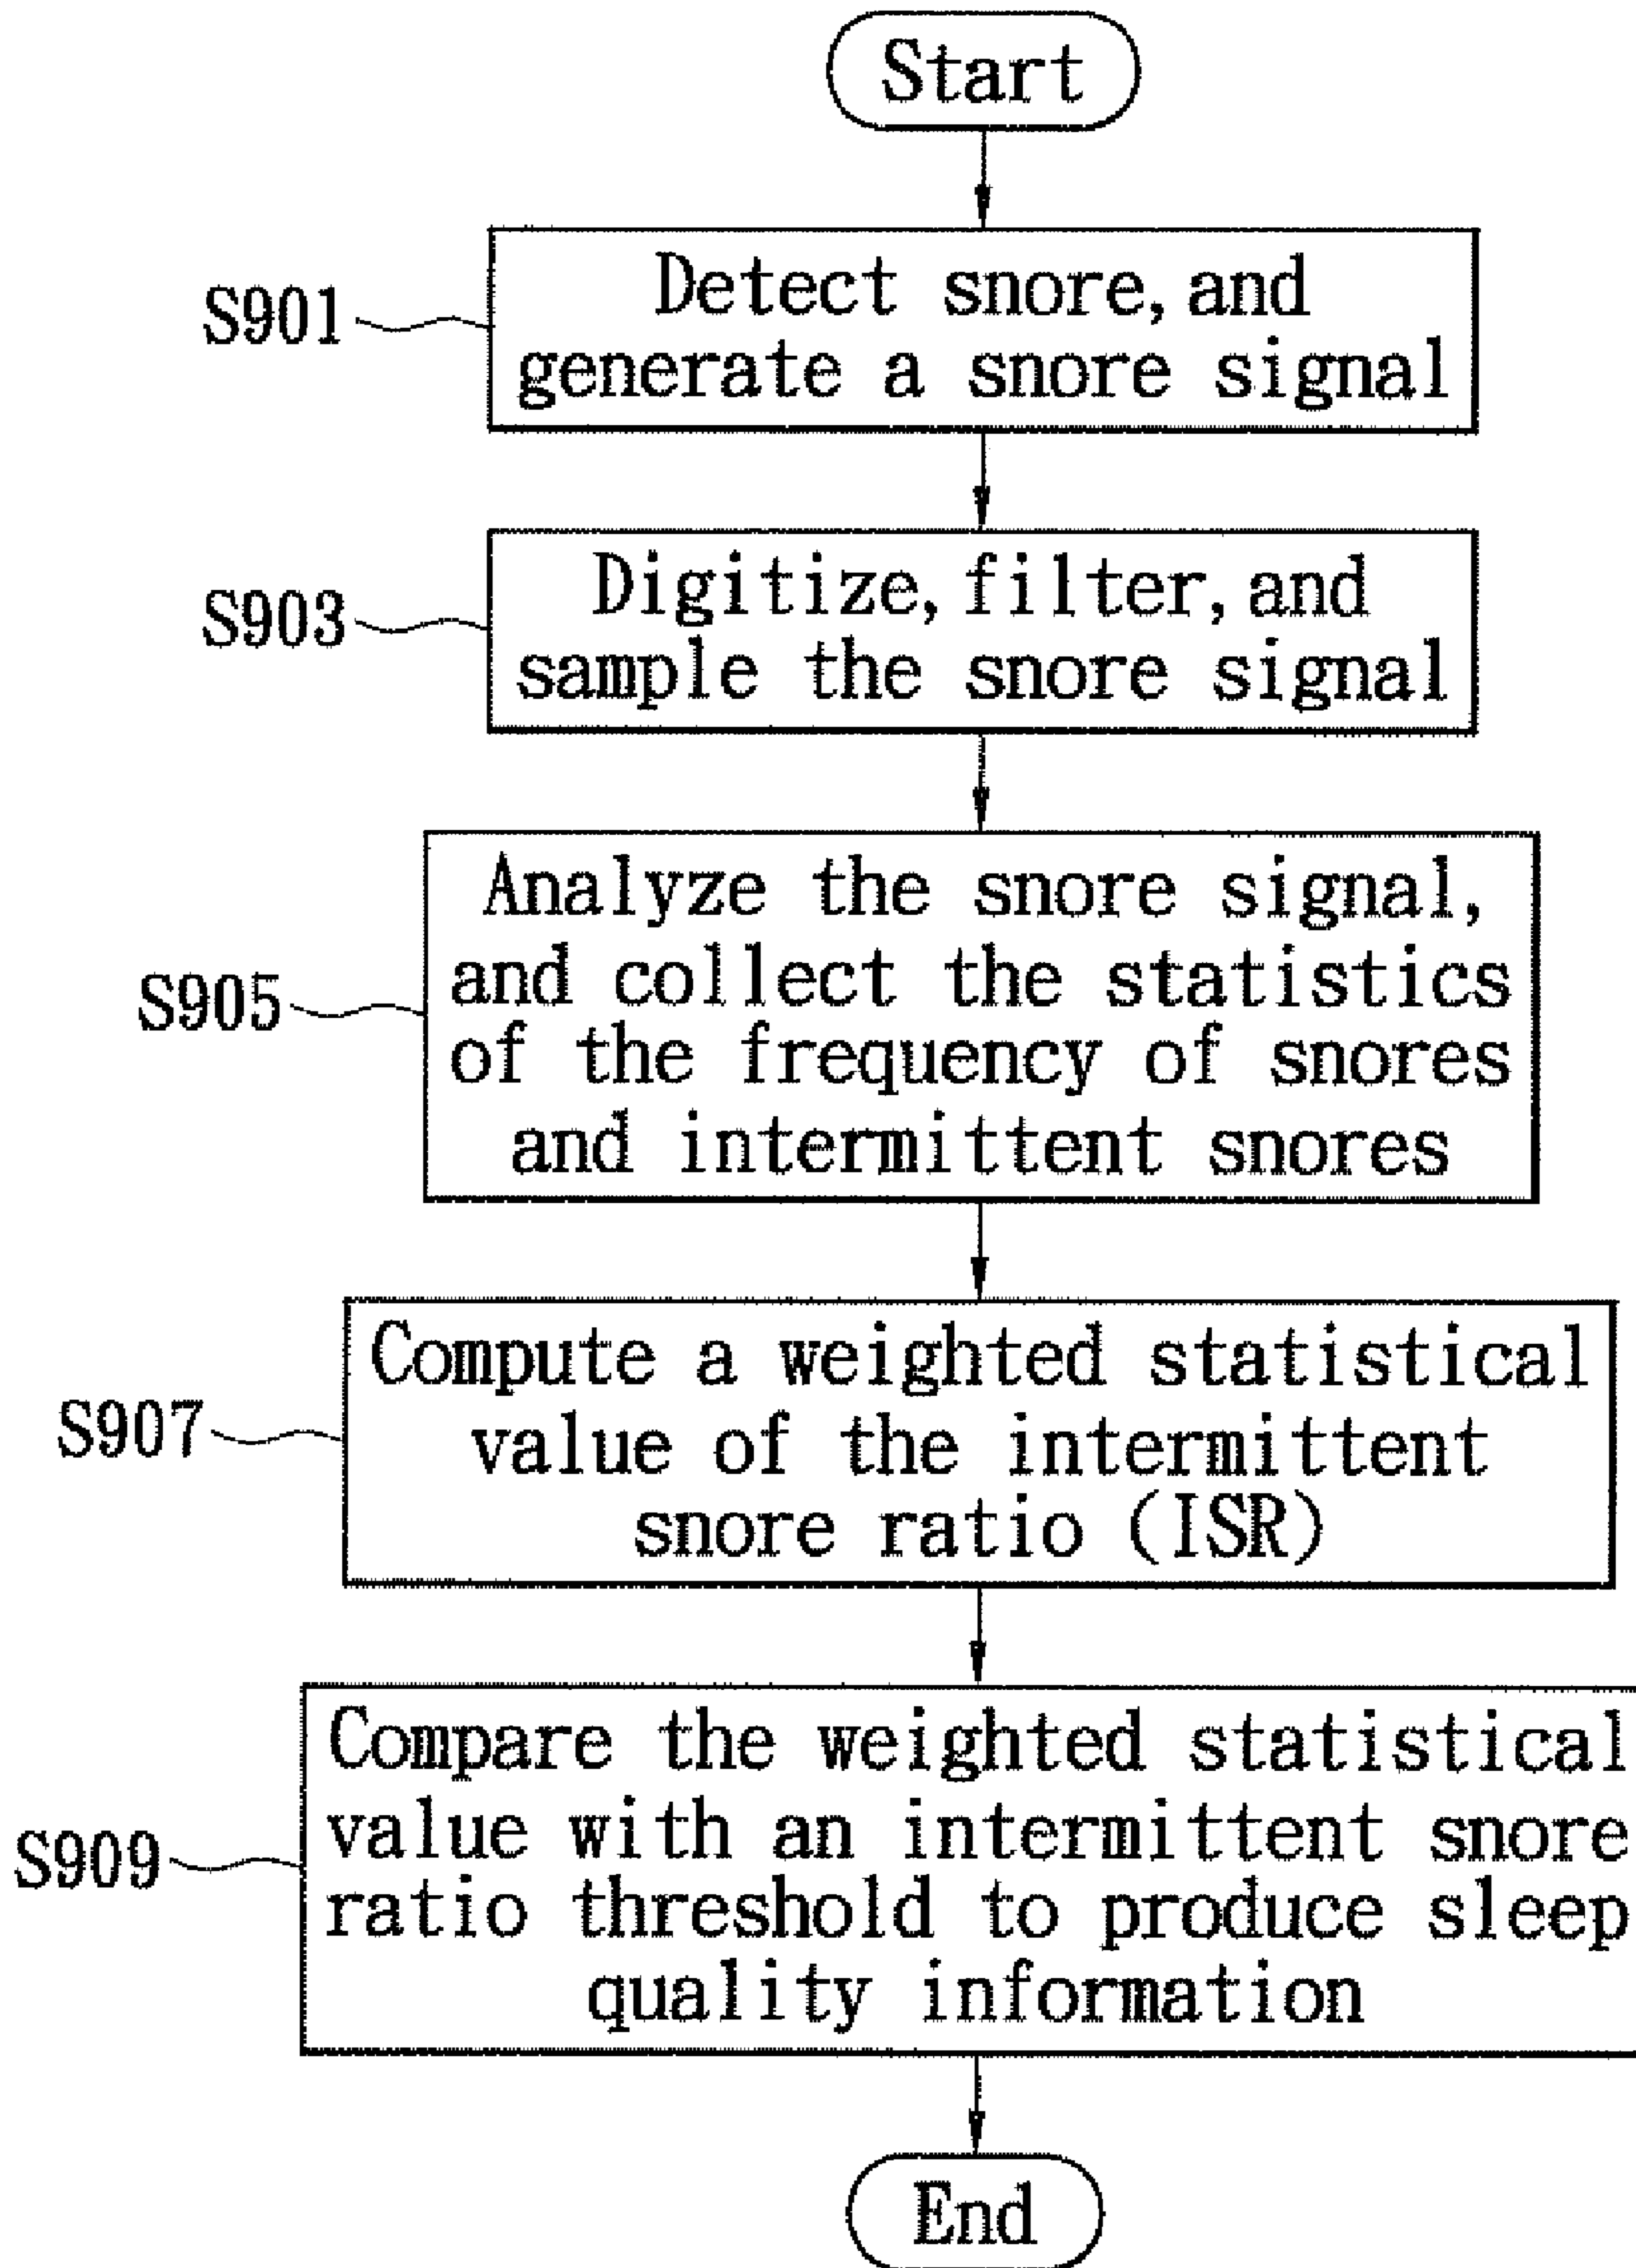 Start
S901
Detect snore, and
generate a snore signal
S903
Digitize, filter, and
sample the snore signal
S905
Analyze the snore signal,
and collect the statistics
of the frequency of snores
and intermittent snores
S907
Compute a weighted statistical
value of the intermittent
snore ratio (ISR)
S909
Compare the weighted statistical
value with an intermittent snore
ratio threshold to produce sleep
quality information
End